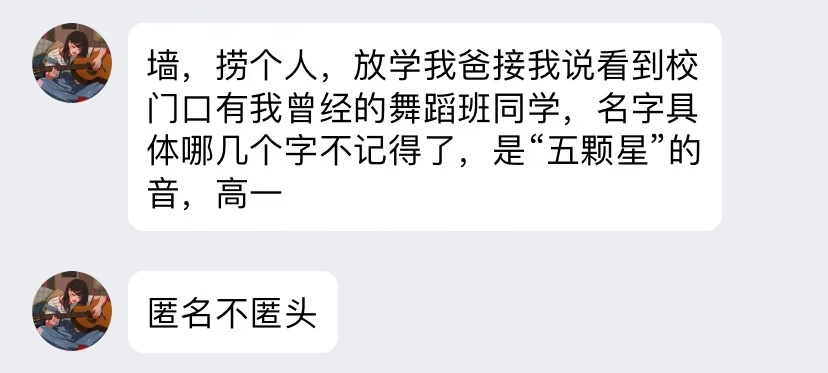 墙，捞个人，放学我爸接我说看到校
门口有我曾经的舞蹈班同学，名字具
体哪几个字不记得了，是“五颗星”的
音，高一
匿名不匿头